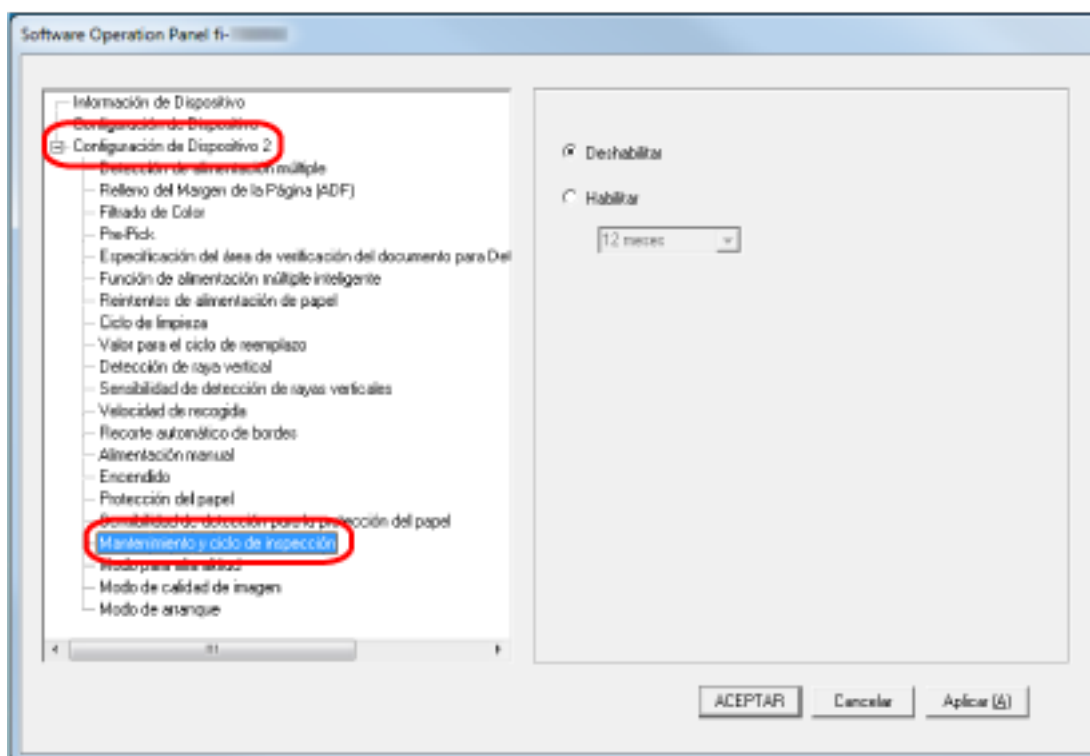 Software Operation Panel fi-
Información de Dispositivo
Configuración de Dispositivo
Configuración de Dispositivo 2
Detección de alimentación múltiple
Relleno del Margen de la Página (ADF)
Filtrado de Color
Pre-Pick
Especificación del área de verificación del documento para Det
Función de alimentación múltiple inteligente
Reintentos de alimentación de papel
Ciclo de limpieza
Valor para el ciclo de reemplazo
Detección de raya vertical
Sensibilidad de detección de rayas verticales
Velocidad de recogida
Recorte automático de bordes
Alimentación manual
Encendido
Protección del papel
Sensibilidad de detección para la protección del papel
Mantenimiento y ciclo de inspección
Modo para alta altitud
Modo de calidad de imagen
Modo de arranque
Deshabilitar
Habilitar
12 meses
ACEPTAR
Cancelar
Aplicar (A)